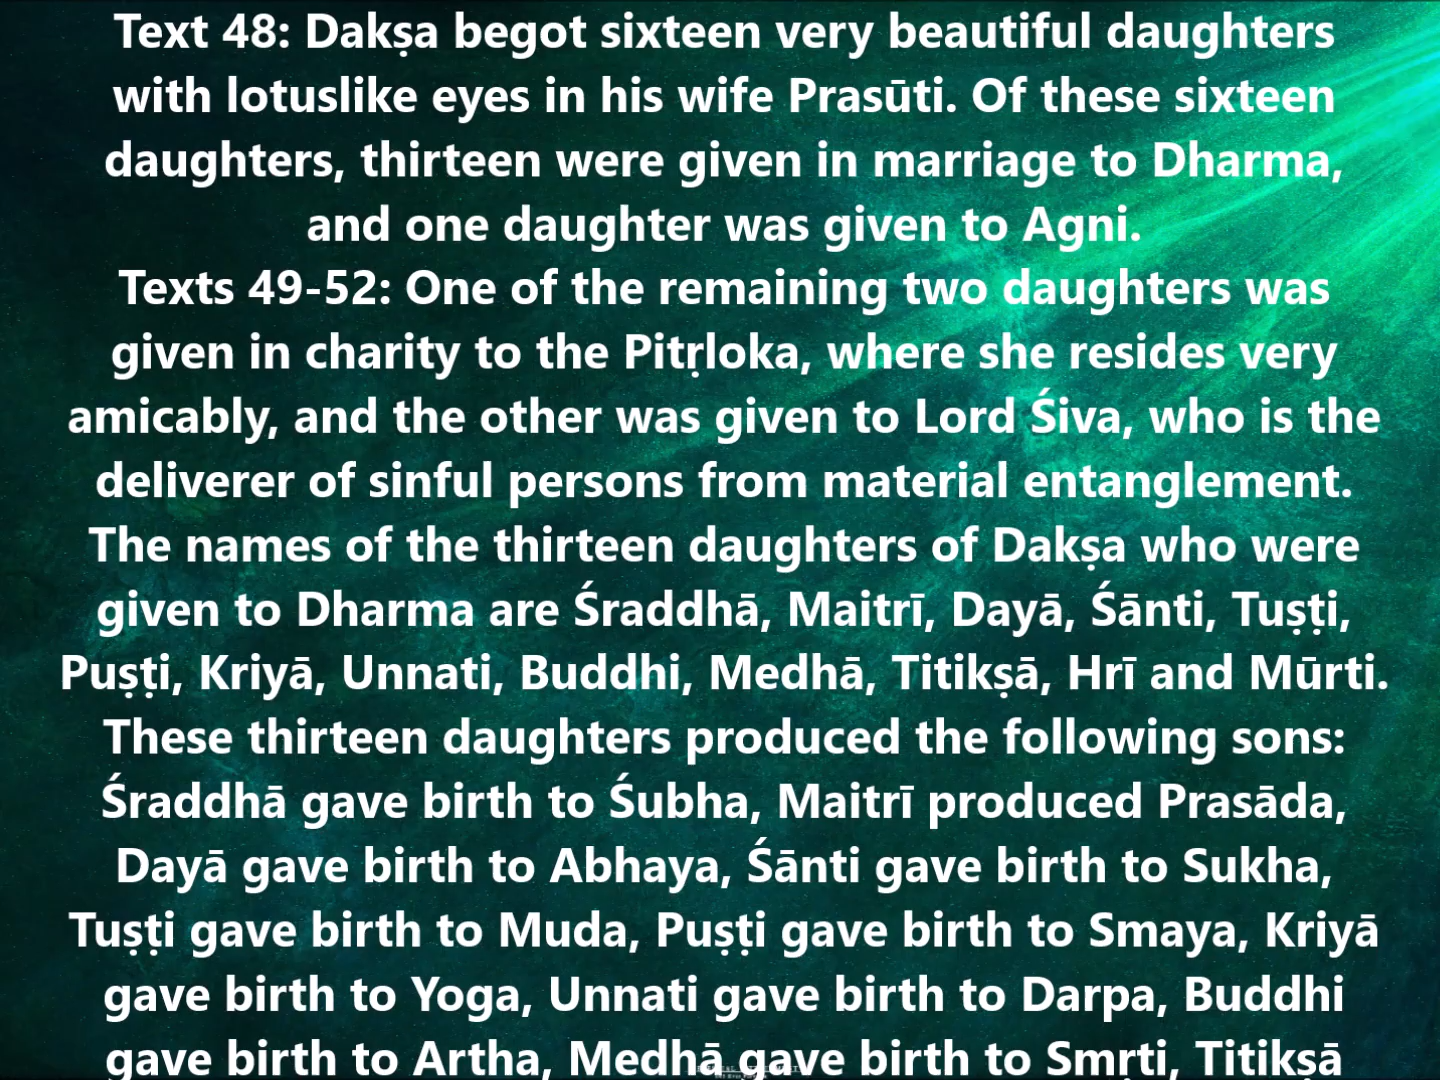 Text 48: Dakṣa begot sixteen very beautiful daughters
with lotuslike eyes in his wife Prasūti. Of these sixteen
daughters, thirteen were given in marriage to Dharma,
and one daughter was given to Agni.
Texts 49-52: One of the remaining two daughters was
given in charity to the Pitṛloka, where she resides very
amicably, and the other was given to Lord Śiva, who is the
deliverer of sinful persons from material entanglement.
The names of the thirteen daughters of Dakṣa who were
given to Dharma are Śraddhā, Maitrī, Dayā, Śānti, Tuṣṭi,
Puṣṭi, Kriyā, Unnati, Buddhi, Medhā, Titikṣā, Hrī and Mūrti.
These thirteen daughters produced the following sons:
Śraddhā gave birth to Śubha, Maitrī produced Prasāda,
Dayā gave birth to Abhaya, Śānti gave birth to Sukha,
Tuṣṭi gave birth to Muda, Puṣṭi gave birth to Smaya, Kriyā
gave birth to Yoga, Unnati gave birth to Darpa, Buddhi
gave birth to Artha, Medhā gave birth to Smṛti, Titikṣā